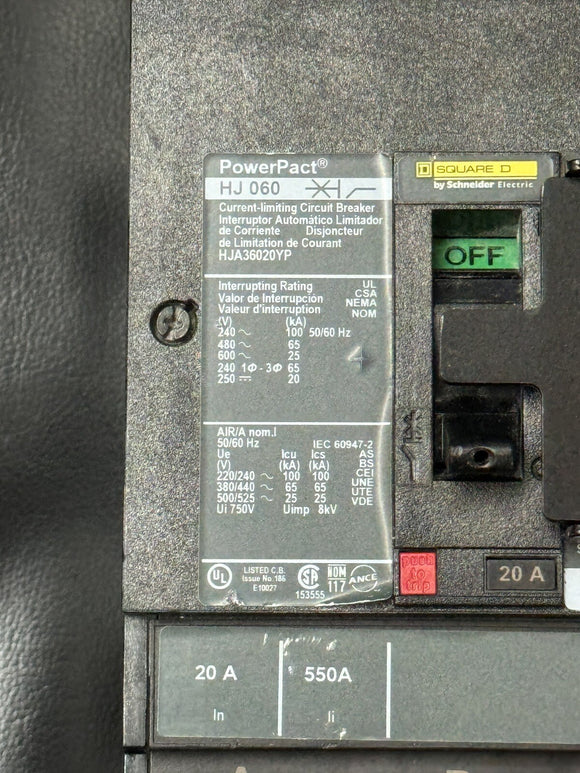 PowerPact®
HJ 060
Current-limiting Circuit Breaker
Interruptor Automático Limitador
de Corriente Disjoncteur
de Limitation de Courant
HJA36020YP
Interrupting Rating UL
Valor de Interrupción CSA
Valeur d'interruption NEMA
NOM
(V) (kA)
240 ~ 100 50/60 Hz
480 ~ 65
600 ~ 25
240 1Φ - 3Φ 65
250 ⎓ 20
4
AIR/A nom.I
50/60 Hz IEC 60947-2
Ue Icu Ics AS
(V) (kA) (kA) BS
220/240 ~ 100 100 CEI
380/440 ~ 65 65 UNE
500/525 ~ 25 25 UTE
Ui 750V Uimp 8kV VDE
UL LISTED C.B.
Issue No. 186
E10027
SA
153555
NOM
117
ANCE
D SQUARE D
by Schneider Electric
OFF
push
to
trip
20 A
20 A 550A
In Ii